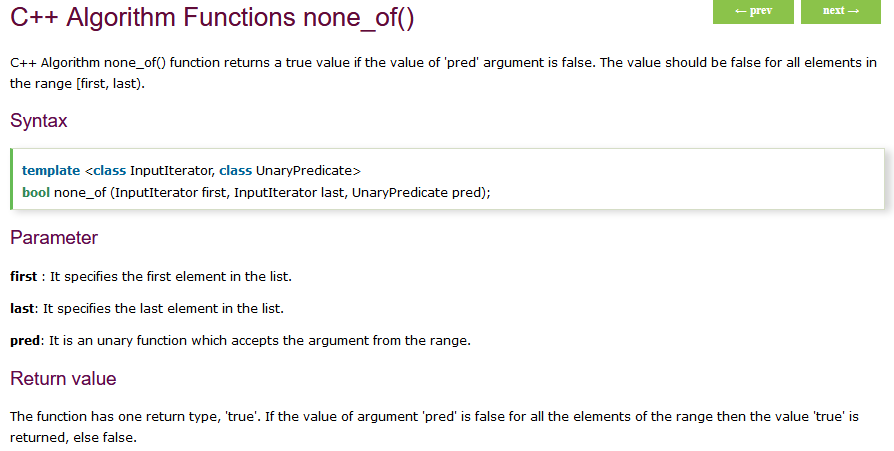 C++ Algorithm Functions none_of()
← prev
next →
C++ Algorithm none_of() function returns a true value if the value of 'pred' argument is false. The value should be false for all elements in
the range [first, last).
Syntax
template <class InputIterator, class UnaryPredicate>
bool none_of (InputIterator first, InputIterator last, UnaryPredicate pred);
Parameter
first : It specifies the first element in the list.
last: It specifies the last element in the list.
pred: It is an unary function which accepts the argument from the range.
Return value
The function has one return type, 'true'. If the value of argument 'pred' is false for all the elements of the range then the value 'true' is
returned, else false.